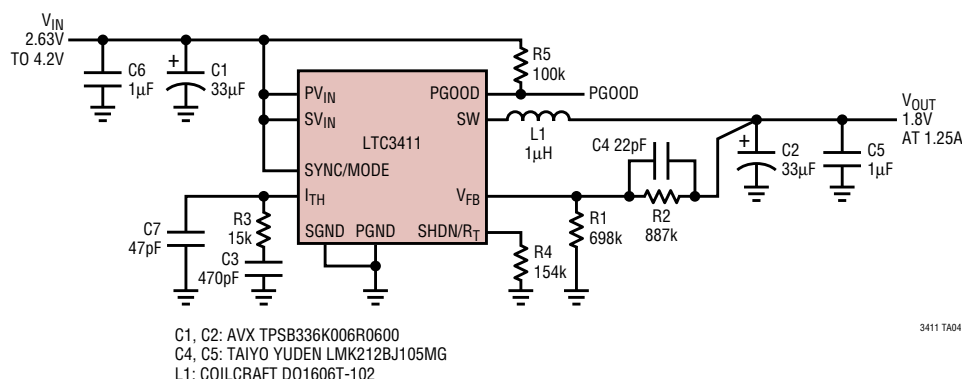 VIN
2.63V
TO 4.2V
C6
1µF
+
C1
33µF
R5
100k
PGOOD
PVIN
PGOOD
SVIN
LTC3411
SW
L1
1µH
VOUT
1.8V
AT 1.25A
C4 22pF
+
C2
33µF
C5
1µF
SYNC/MODE
ITH
VFB
R2
887k
R1
698k
C7
47pF
R3
15k
C3
470pF
SGND
PGND
SHDN/RT
R4
154k
3411 TA04
C1, C2: AVX TPSB336K006R0600
C4, C5: TAIYO YUDEN LMK212BJ105MG
L1: COILCRAFT DO1606T-102